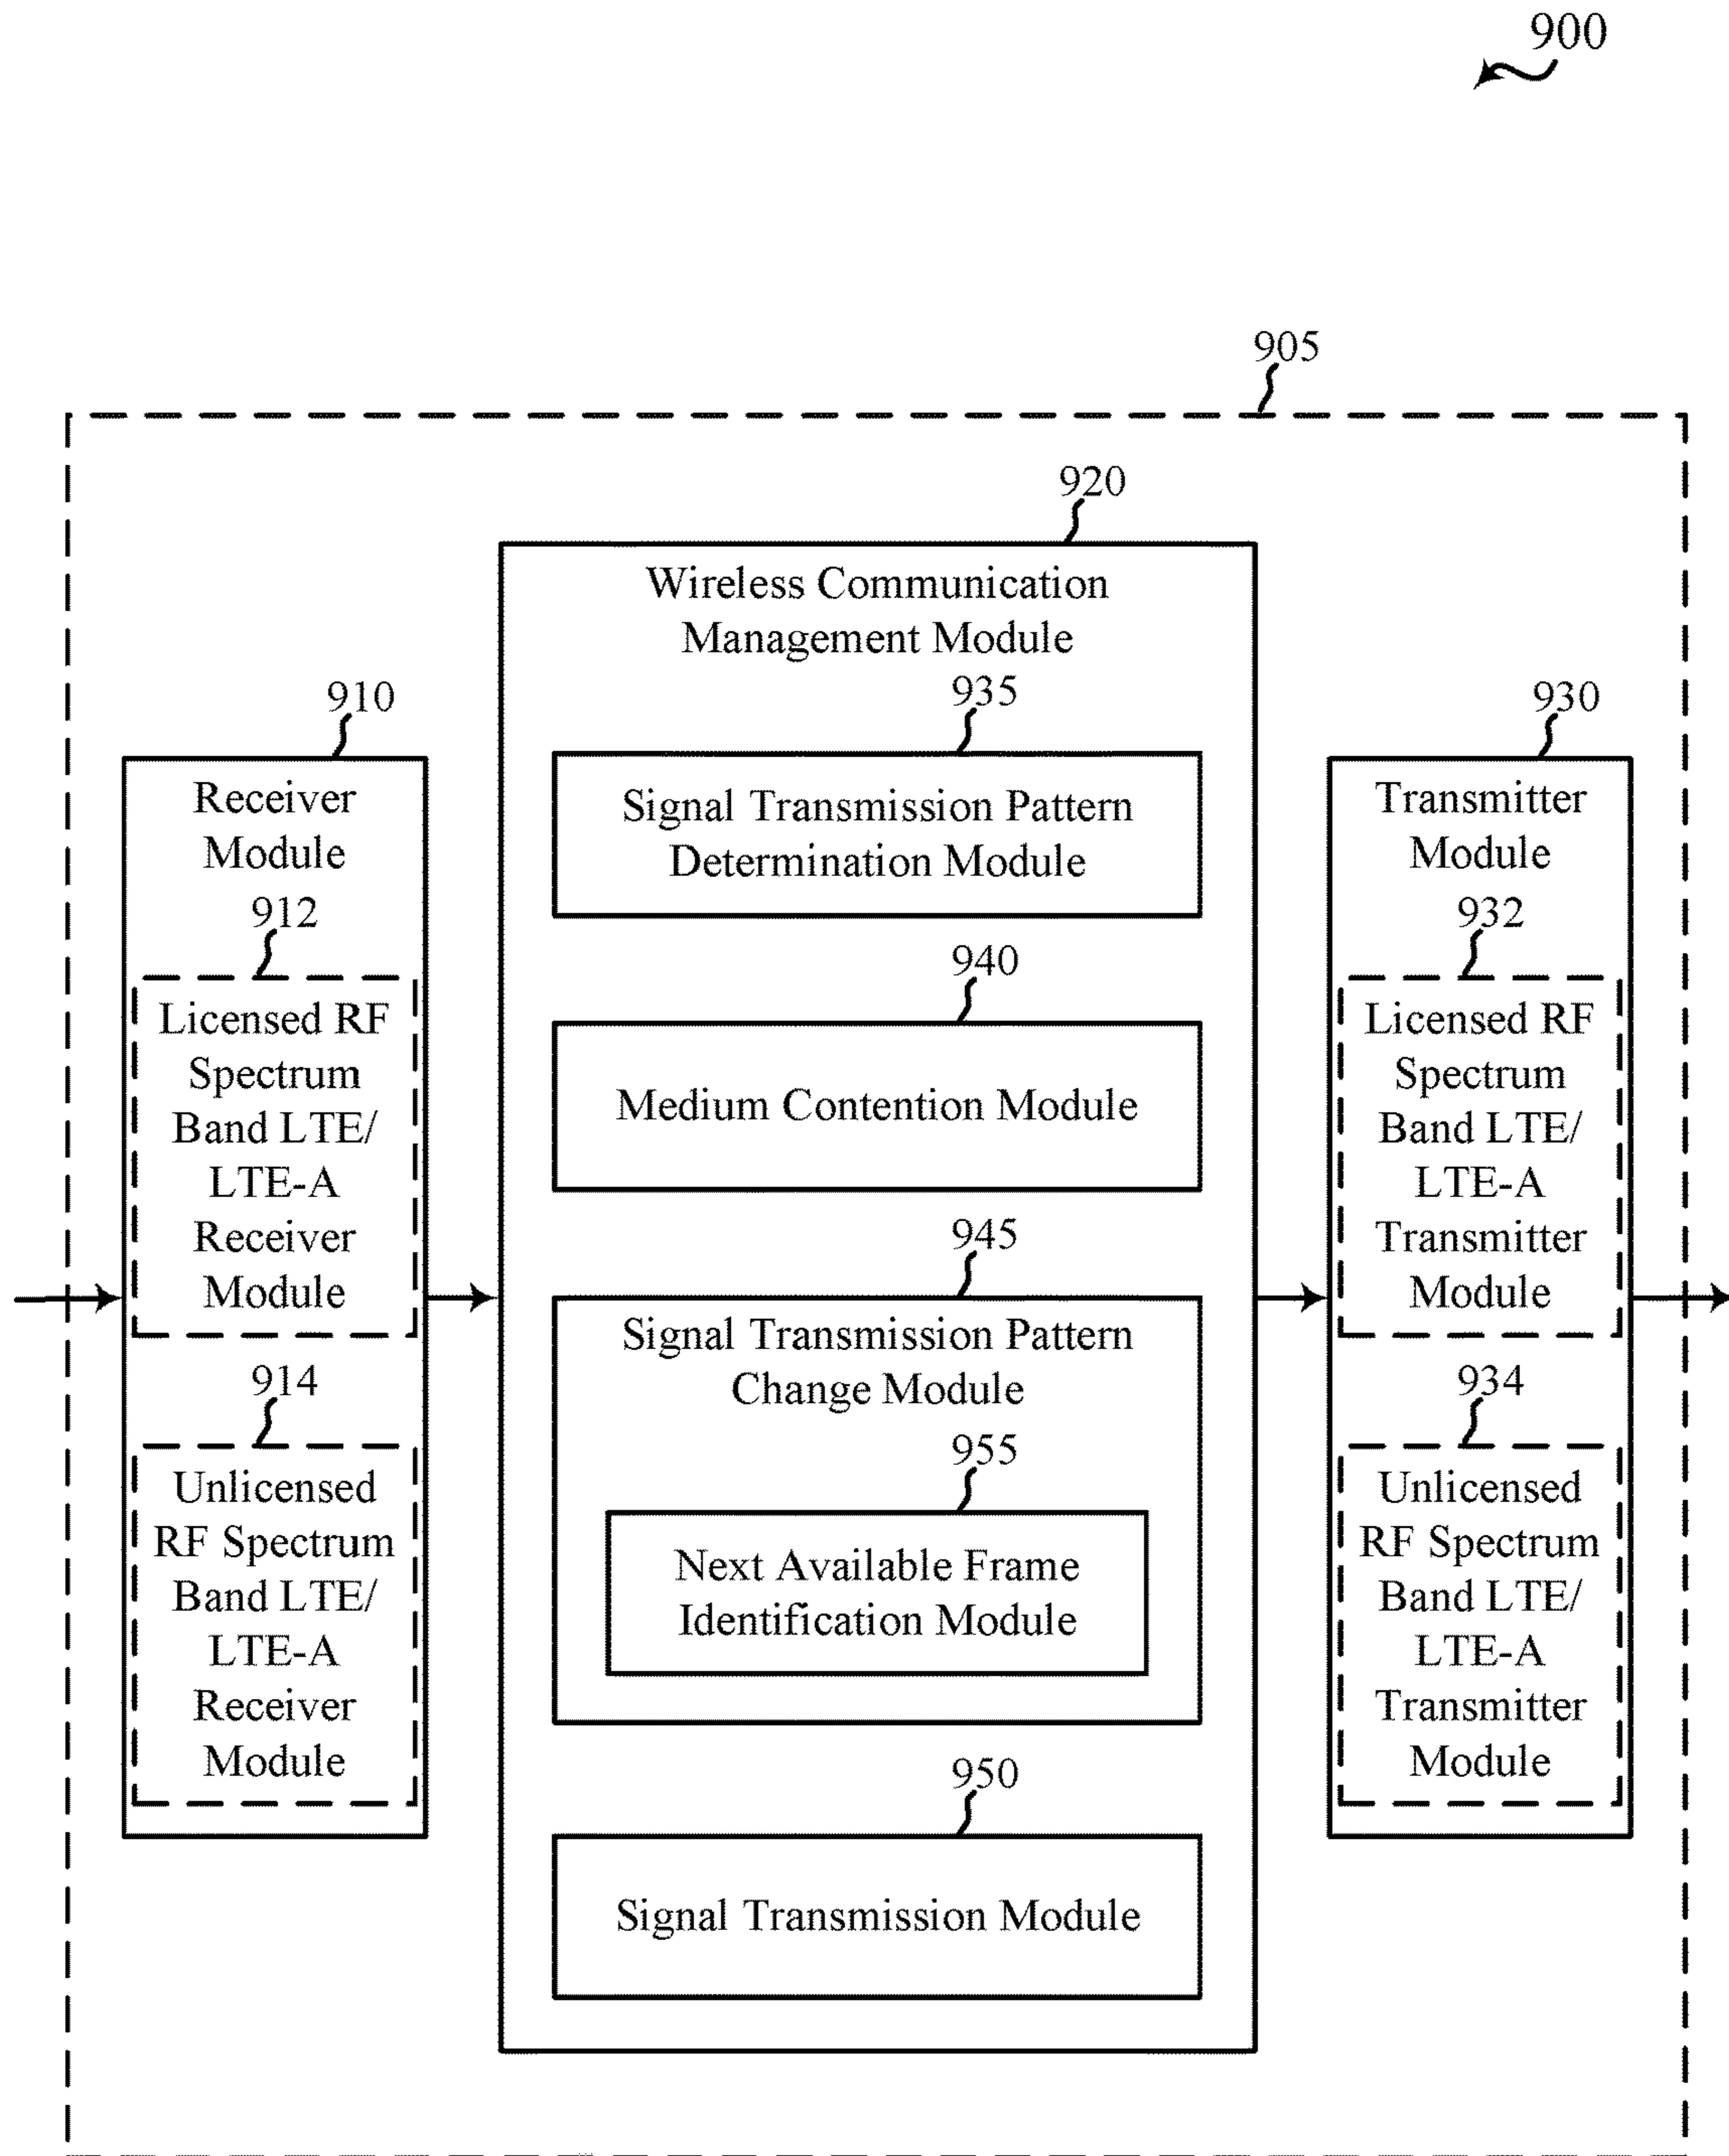 900
905
920
Wireless Communication
Management Module
910
Receiver
Module
912
Licensed RF
Spectrum
Band LTE/
LTE-A
Receiver
Module
914
Unlicensed
RF Spectrum
Band LTE/
LTE-A
Receiver
Module
935
Signal Transmission Pattern
Determination Module
940
Medium Contention Module
945
Signal Transmission Pattern
Change Module
955
Next Available Frame
Identification Module
950
Signal Transmission Module
930
Transmitter
Module
932
Licensed RF
Spectrum
Band LTE/
LTE-A
Transmitter
Module
934
Unlicensed
RF Spectrum
Band LTE/
LTE-A
Transmitter
Module